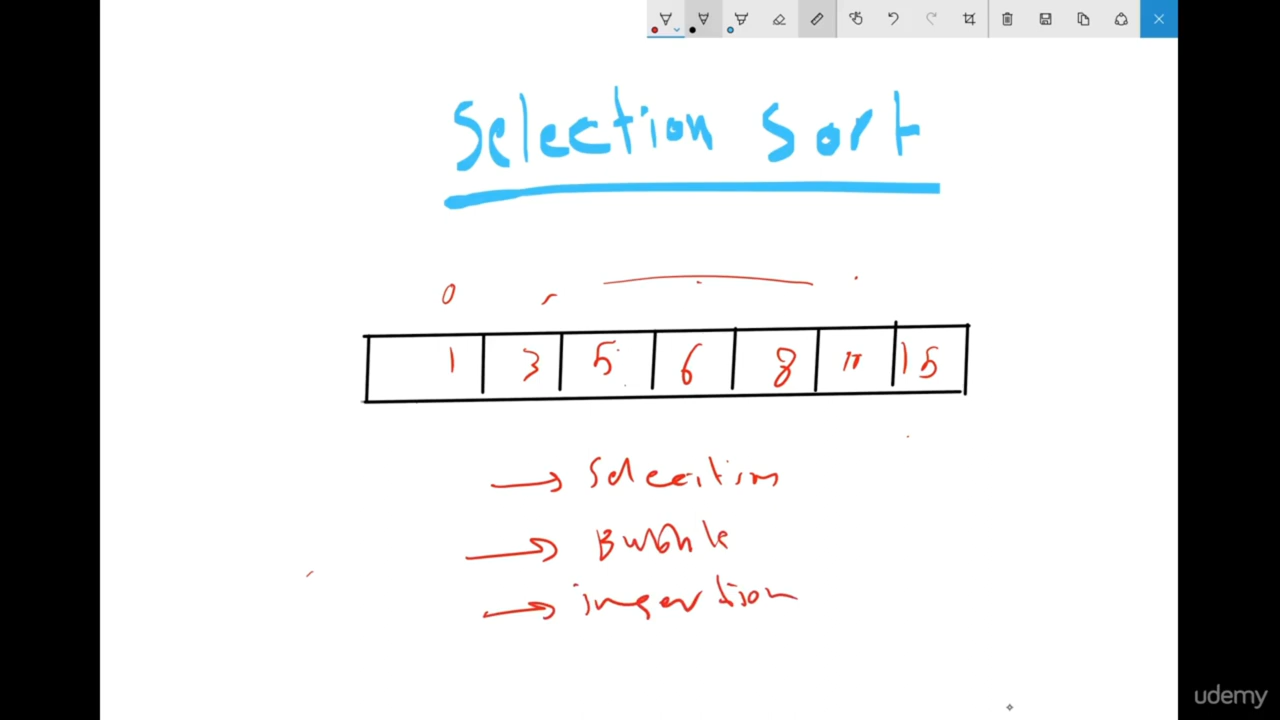 Selection Sort
0
1 3 5 6 8 11 15
→ Selection
→ Bubble
→ insertion
udemy